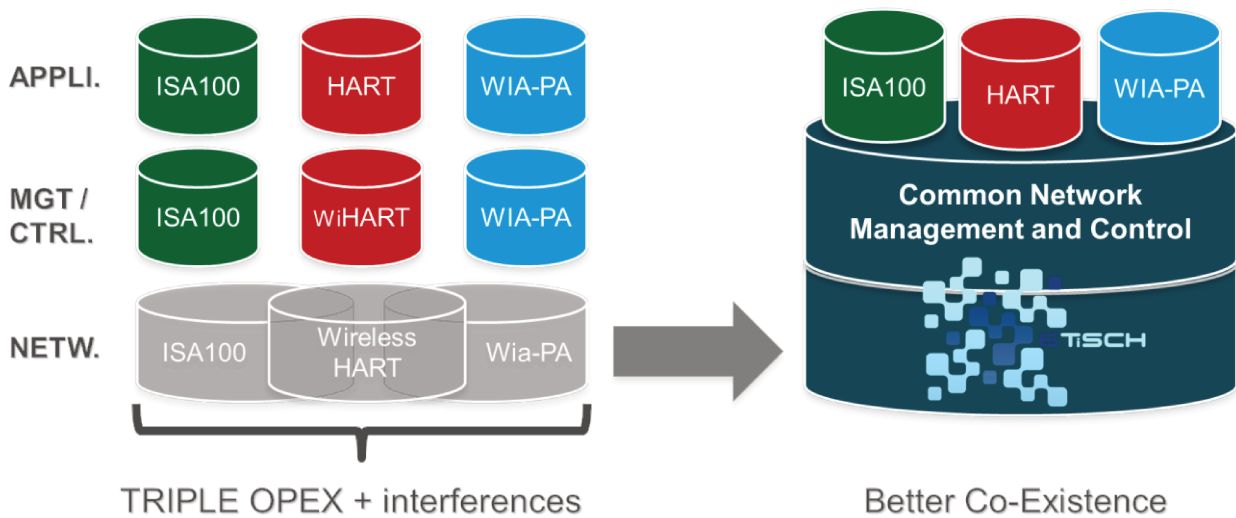 APPLI.
ISA100
HART
WIA-PA
MGT /
CTRL.
ISA100
WiHART
WIA-PA
NETW.
ISA100
Wireless
HART
Wia-PA
TRIPLE OPEX + interferences
ISA100
HART
WIA-PA
Common Network
Management and Control
6TiSCH
Better Co-Existence